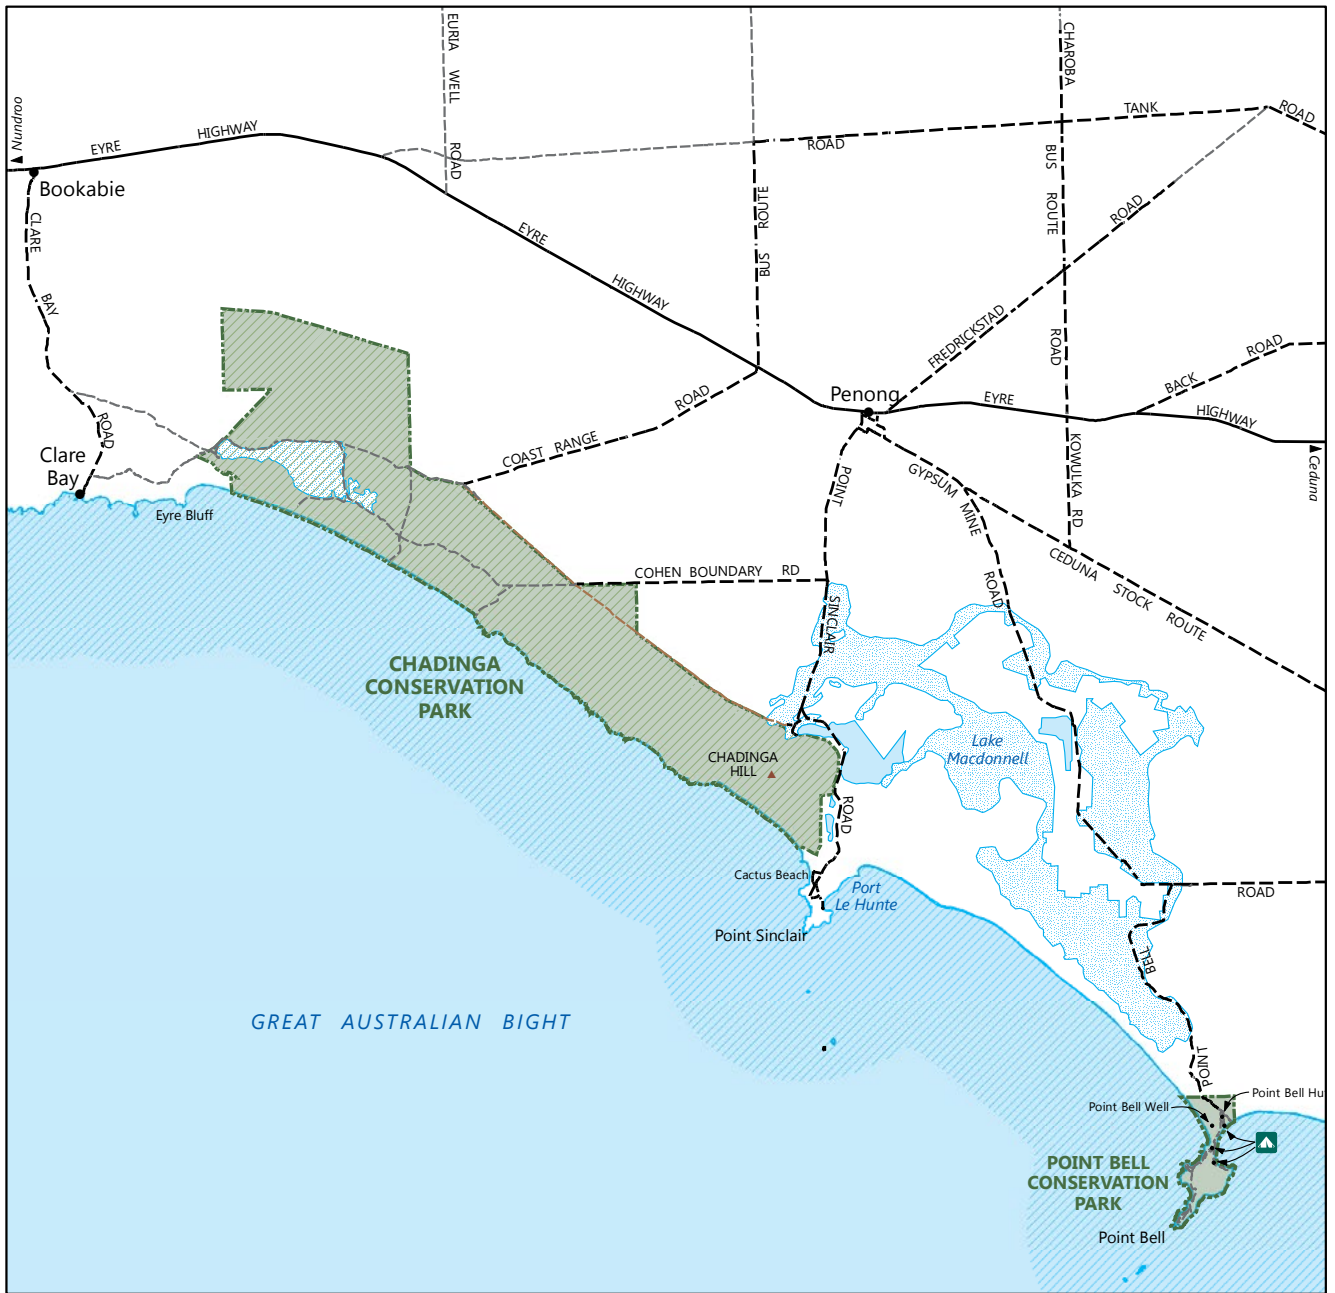 EURIA WELL ROAD
CHAROBA
TANK
ROAD
Nundroo
EYRE
HIGHWAY
ROAD
Bookabie
BUS ROUTE
ROAD
BUS ROUTE
ROAD
CLARE
BAY
ROAD
EYRE
HIGHWAY
FREDRICKSTAD
ROAD
BACK
ROAD
Penong
EYRE
HIGHWAY
COAST RANGE
ROAD
Clare
Bay
Eyre Bluff
POINT
GYPSUM
MINE
ROAD
KOWULKA RD
Ceduna
CEDUNA STOCK ROUTE
COHEN BOUNDARY RD
SINCLAIR
CHADINGA
CONSERVATION
PARK
CHADINGA
HILL
Lake
Macdonnell
ROAD
Cactus Beach
Port
Le Hunte
ROAD
Point Sinclair
BELL
GREAT AUSTRALIAN BIGHT
POINT
Point Bell Hu
Point Bell Well
POINT BELL
CONSERVATION
PARK
Point Bell